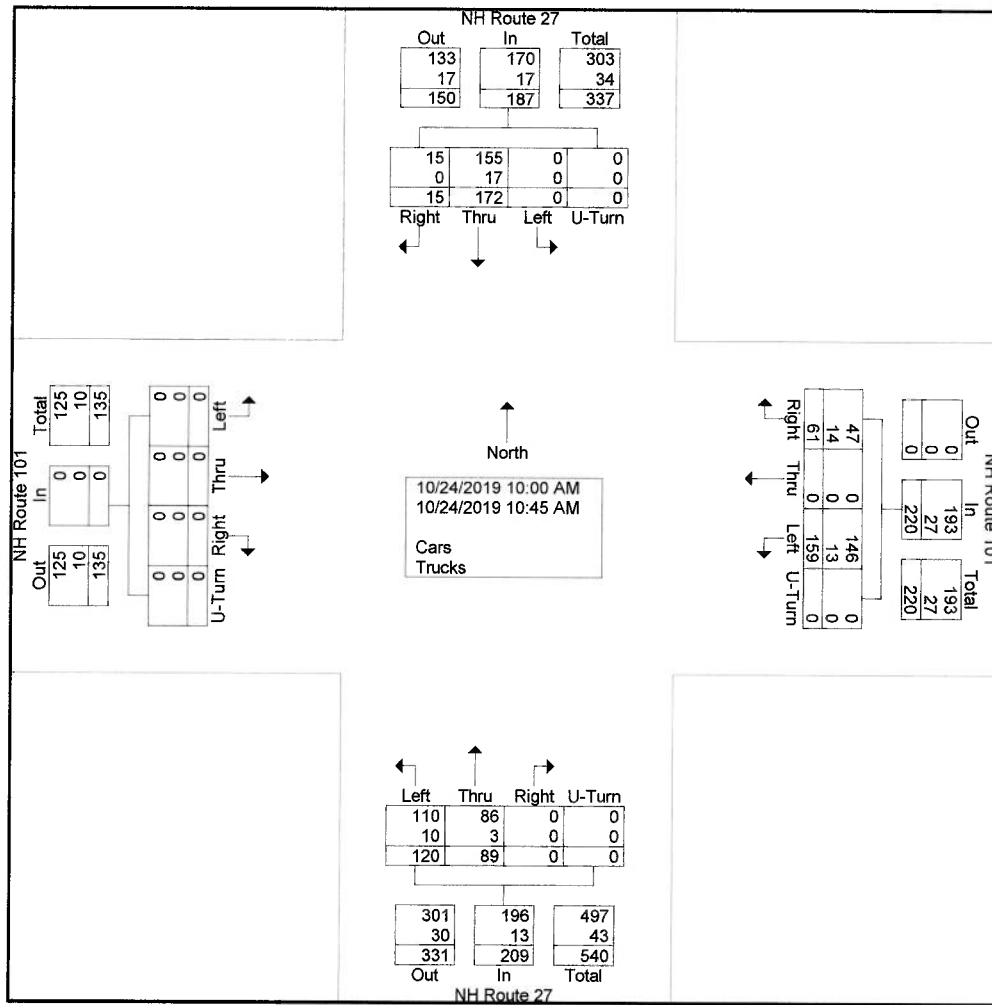 NH Route 27
Out In Total
133 170 303
17 17 34
150 187 337
15 155 0 0
0 17 0 0
15 172 0 0
Right Thru Left U-Turn
NH Route 101
Total In Out
125 0 125
10 0 10
135 0 135
Left Thru Right U-Turn
0 0 0 0
0 0 0 0
0 0 0 0
North
10/24/2019 10:00 AM
10/24/2019 10:45 AM
Cars
Trucks
Right Thru Left U-Turn
47 0 146 0
14 0 13 0
61 0 159 0
Out In Total
0 193 193
0 27 27
0 220 220
NH Route 101
Left Thru Right U-Turn
110 86 0 0
10 3 0 0
120 89 0 0
301 196 497
30 13 43
331 209 540
Out In Total
NH Route 27